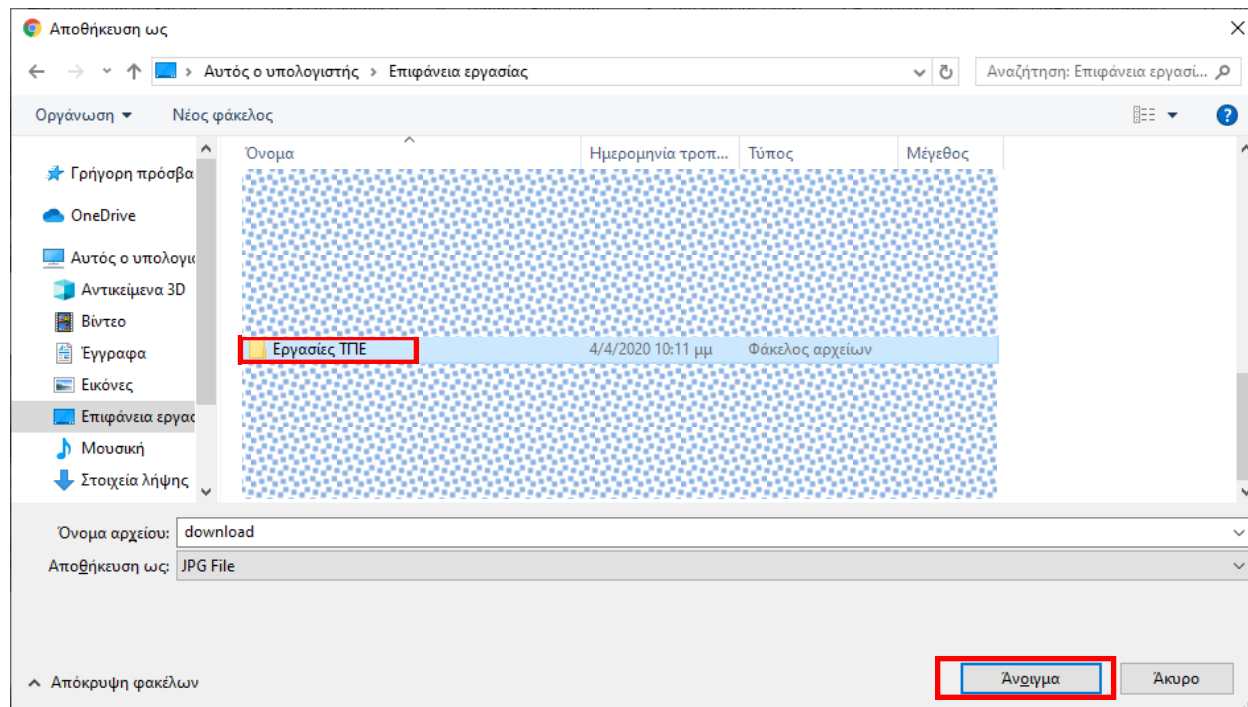 Αποθήκευση ως
Αυτός ο υπολογιστής › Επιφάνεια εργασίας
Αναζήτηση: Επιφάνεια εργασί...
Οργάνωση
Νέος φάκελος
Όνομα
Ημερομηνία τροπ...
Τύπος
Μέγεθος
Γρήγορη πρόσβα
OneDrive
Αυτός ο υπολογισ
Αντικείμενα 3D
Βίντεο
Έγγραφα
Εικόνες
Επιφάνεια εργασ
Μουσική
Στοιχεία λήψης
Εργασίες ΤΠΕ
4/4/2020 10:11 μμ
Φάκελος αρχείων
Όνομα αρχείου: download
Αποθήκευση ως: JPG File
Απόκρυψη φακέλων
Άνοιγμα
Άκυρο